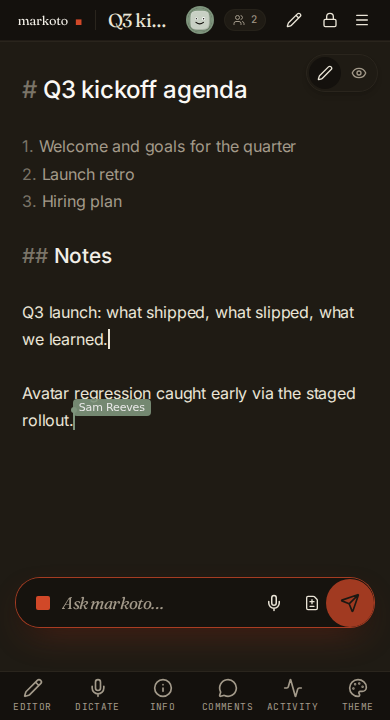 markoto
Q3 ki...
2
# Q3 kickoff agenda
1. Welcome and goals for the quarter
2. Launch retro
3. Hiring plan
## Notes
Q3 launch: what shipped, what slipped, what
we learned.
Avatar regression caught early via the staged
rollout.
Sam Reeves
Ask markoto...
EDITOR
DICTATE
INFO
COMMENTS
ACTIVITY
THEME